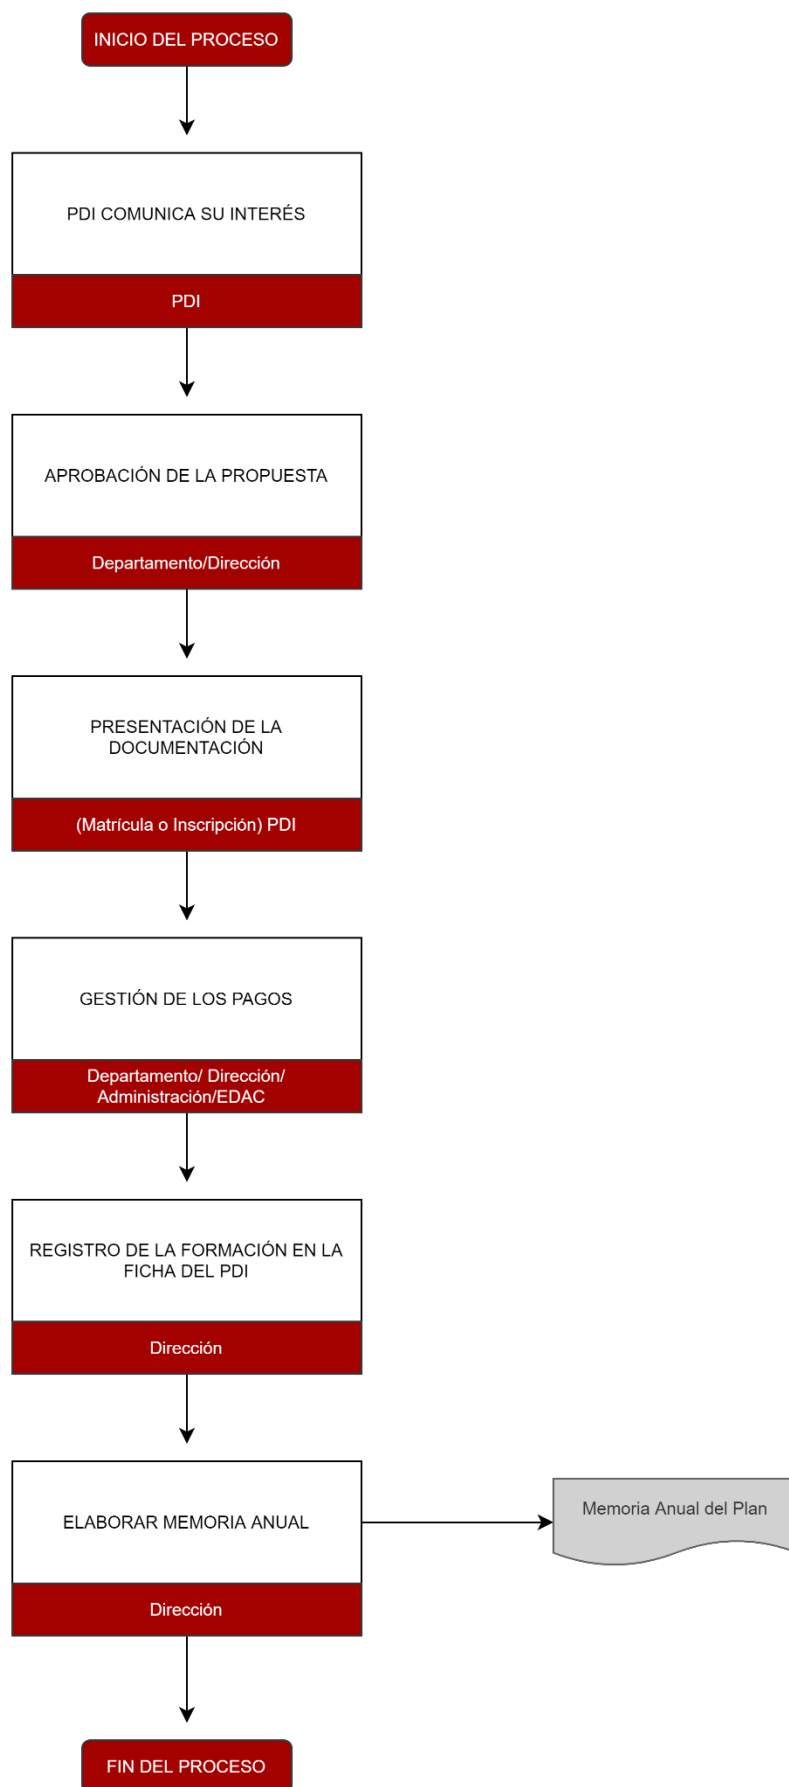 INICIO DEL PROCESO
PDI COMUNICA SU INTERÉS
PDI
APROBACIÓN DE LA PROPUESTA
Departamento/Dirección
PRESENTACIÓN DE LA
DOCUMENTACIÓN
(Matrícula o Inscripción) PDI
GESTIÓN DE LOS PAGOS
Departamento/ Dirección/
Administración/EDAC
REGISTRO DE LA FORMACIÓN EN LA
FICHA DEL PDI
Dirección
ELABORAR MEMORIA ANUAL
Memoria Anual del Plan
Dirección
FIN DEL PROCESO